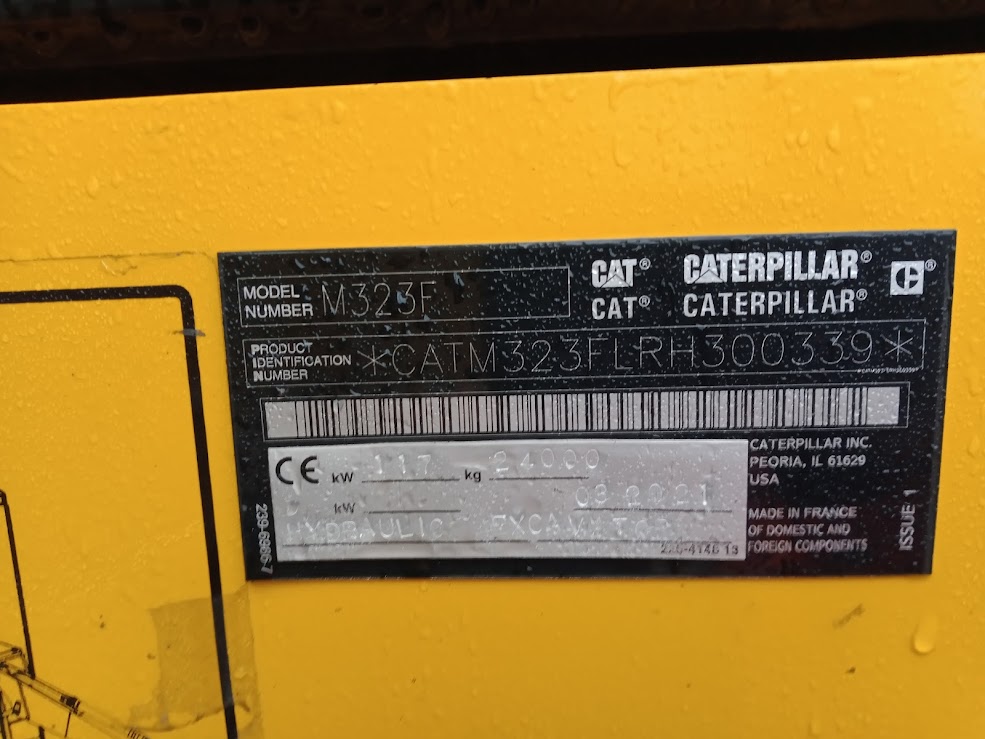 MODEL NUMBER M323F
CAT® CATERPILLAR®
CAT® CATERPILLAR®
PRODUCT IDENTIFICATION NUMBER *CATM323FLRH300339*
CE kW 117 kg 24000
kW 03 2021
HYDRAULIC EXCAVATOR
CATERPILLAR INC.
PEORIA, IL 61629
USA
MADE IN FRANCE
OF DOMESTIC AND
FOREIGN COMPONENTS
ISSUE 1